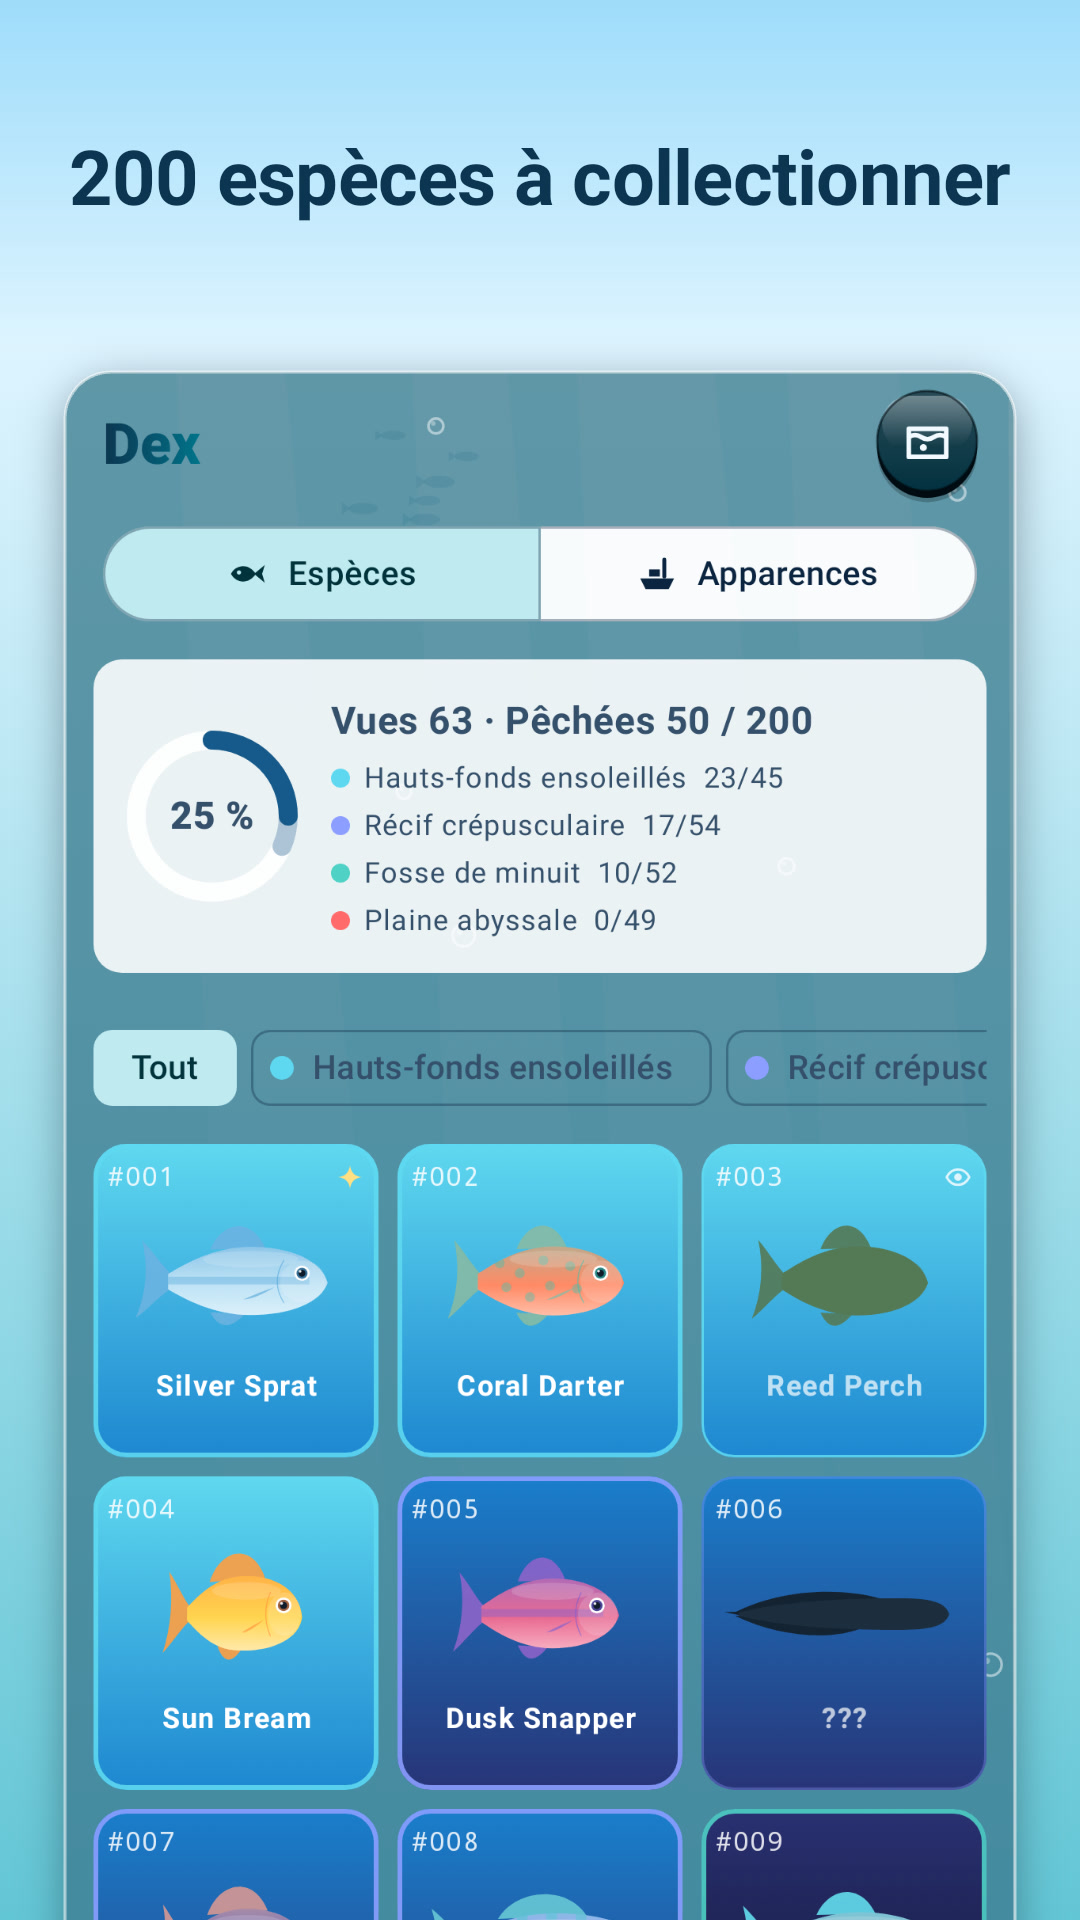 200 espèces à collectionner
Dex
Espèces
Apparences
25 %
Vues 63 · Pêchées 50 / 200
Hauts-fonds ensoleillés 23/45
Récif crépusculaire 17/54
Fosse de minuit 10/52
Plaine abyssale 0/49
Tout
Hauts-fonds ensoleillés
Récif crépusc
#001
#002
#003
Silver Sprat
Coral Darter
Reed Perch
#004
#005
#006
Sun Bream
Dusk Snapper
???
#007
#008
#009